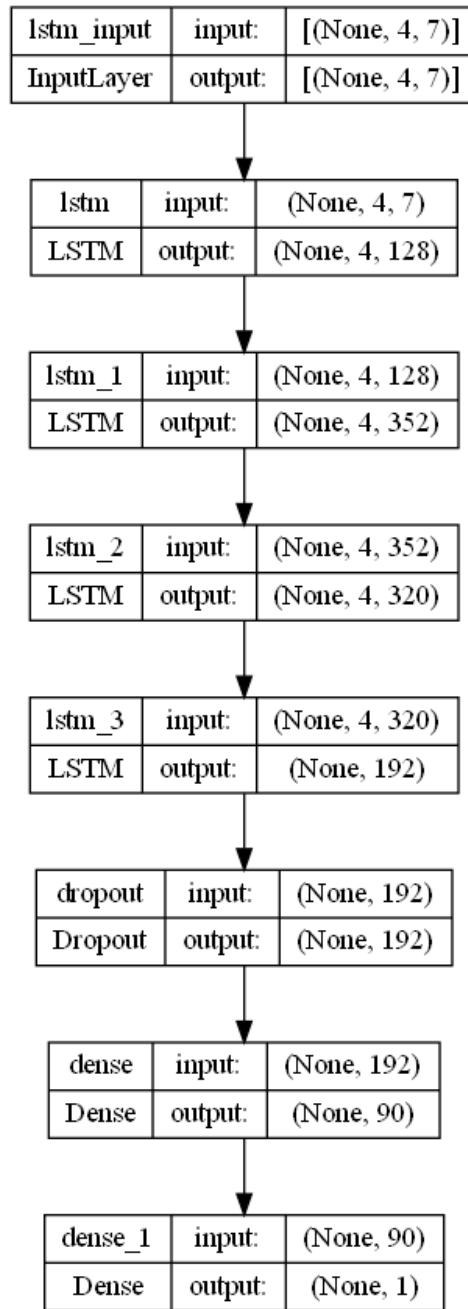 lstm_input input: [(None, 4, 7)]
InputLayer output: [(None, 4, 7)]
lstm input: (None, 4, 7)
LSTM output: (None, 4, 128)
lstm_1 input: (None, 4, 128)
LSTM output: (None, 4, 352)
lstm_2 input: (None, 4, 352)
LSTM output: (None, 4, 320)
lstm_3 input: (None, 4, 320)
LSTM output: (None, 192)
dropout input: (None, 192)
Dropout output: (None, 192)
dense input: (None, 192)
Dense output: (None, 90)
dense_1 input: (None, 90)
Dense output: (None, 1)